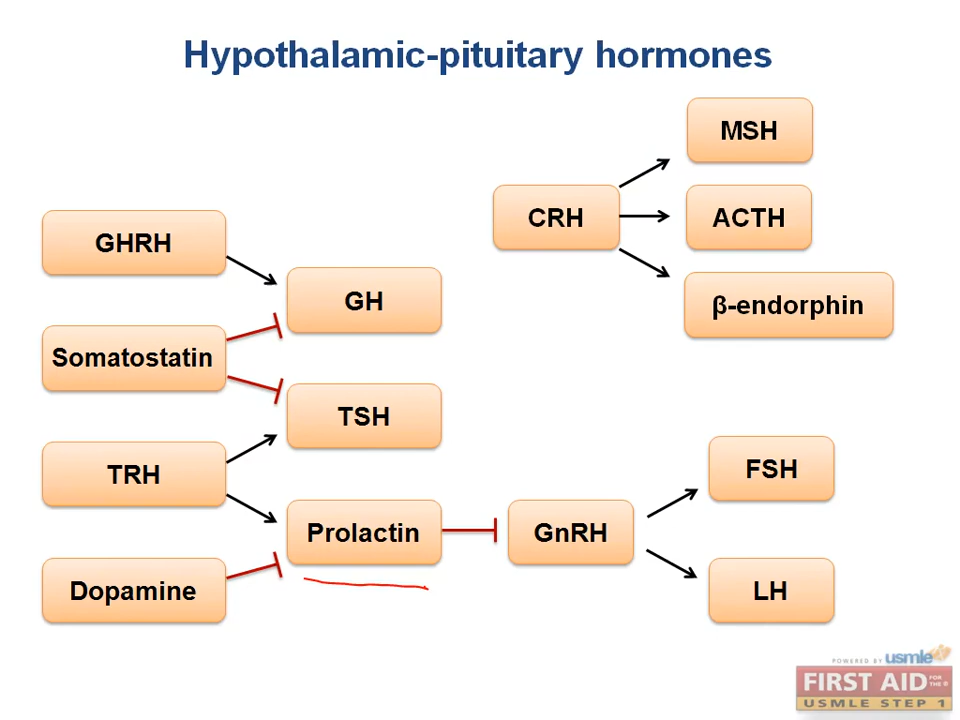 Hypothalamic-pituitary hormones
MSH
CRH
ACTH
β-endorphin
GHRH
GH
Somatostatin
TSH
TRH
Prolactin
GnRH
FSH
Dopamine
LH
POWERED BY usmle
FIRST AID FOR THE ®
USMLE STEP 1